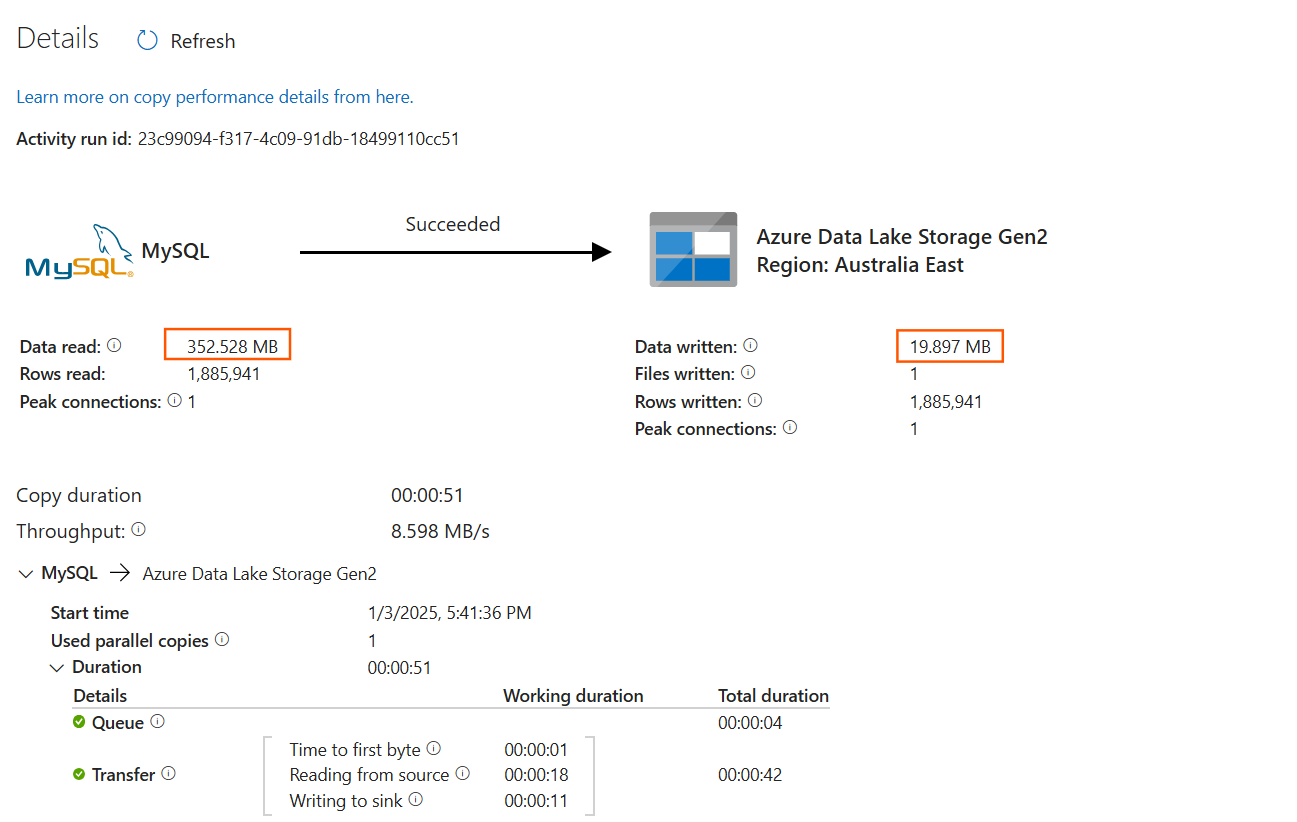 Details Refresh
Learn more on copy performance details from here.
Activity run id: 23c99094-f317-4c09-91db-18499110cc51
Succeeded
MySQL MySQL
Azure Data Lake Storage Gen2
Region: Australia East
Data read: 352.528 MB Data written: 19.897 MB
Rows read: 1,885,941 Files written: 1
Peak connections: 1 Rows written: 1,885,941
Peak connections: 1
Copy duration 00:00:51
Throughput: 8.598 MB/s
MySQL Azure Data Lake Storage Gen2
Start time 1/3/2025, 5:41:36 PM
Used parallel copies 1
Duration 00:00:51
Details Working duration Total duration
Queue 00:00:04
Time to first byte 00:00:01
Transfer Reading from source 00:00:18 00:00:42
Writing to sink 00:00:11